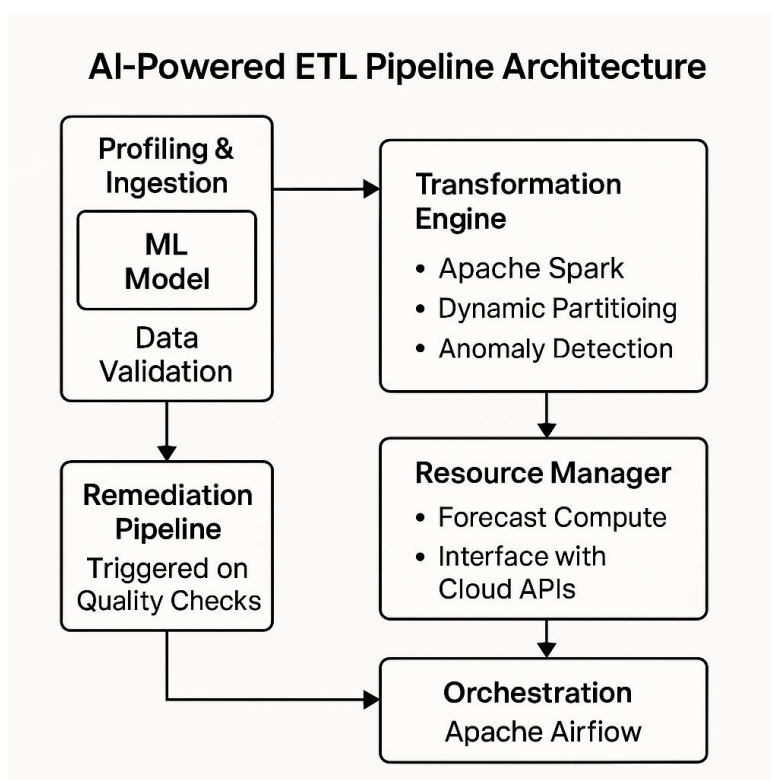 AI-Powered ETL Pipeline Architecture
Profiling &
Ingestion
ML
Model
Data
Validation
Transformation
Engine
• Apache Spark
• Dynamic Partitioing
• Anomaly Detection
Remediation
Pipeline
Triggered on
Quality Checks
Resource Manager
• Forecast Compute
• Interface with
Cloud APIs
Orchestration
Apache Airfiow